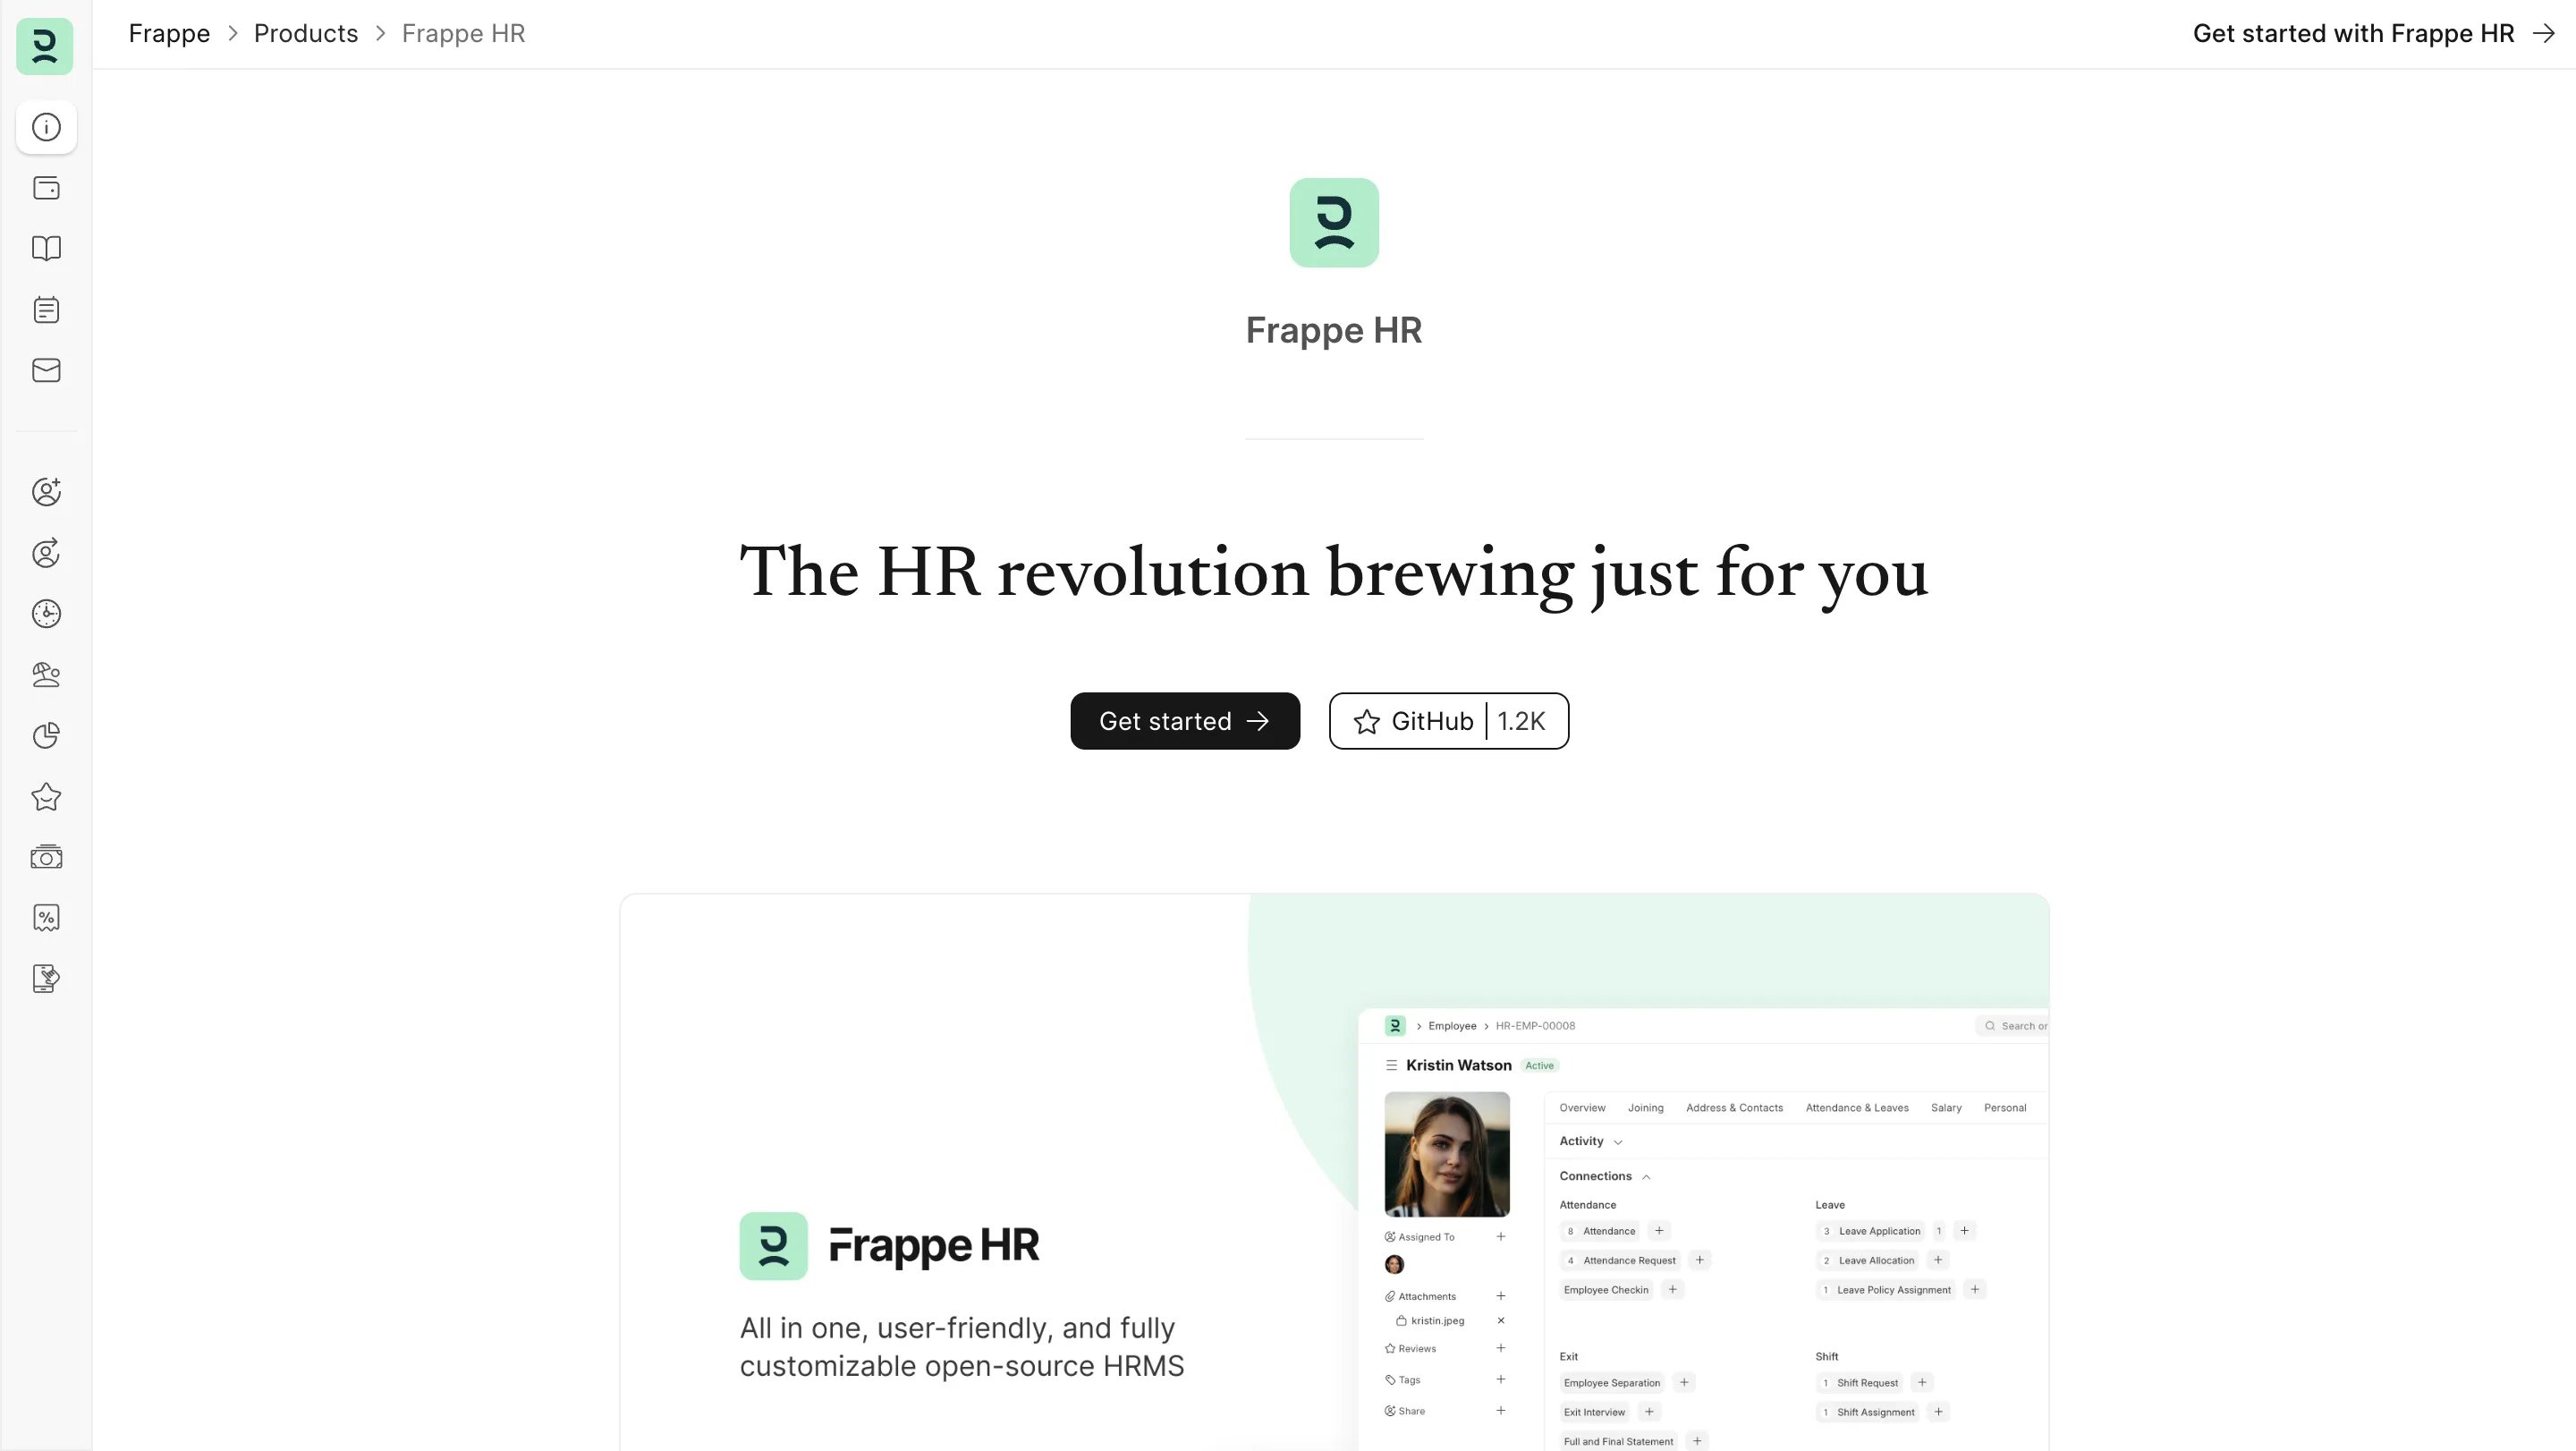 Frappe > Products > Frappe HR
Get started with Frappe HR →
Frappe HR
The HR revolution brewing just for you
Get started →
GitHub | 1.2K
Frappe HR
All in one, user-friendly, and fully
customizable open-source HRMS
> Employee > HR-EMP-00008
Search or
Kristin Watson Active
Overview Joining Address & Contacts Attendance & Leaves Salary Personal
Activity
Connections
Attendance
8 Attendance +
4 Attendance Request +
Employee Checkin +
Leave
3 Leave Application 1 +
2 Leave Allocation +
1 Leave Policy Assignment +
Exit
Employee Separation +
Exit Interview +
Full and Final Statement +
Shift
1 Shift Request +
1 Shift Assignment +
Assigned To +
Attachments +
kristin.jpeg ×
Reviews +
Tags +
Share +